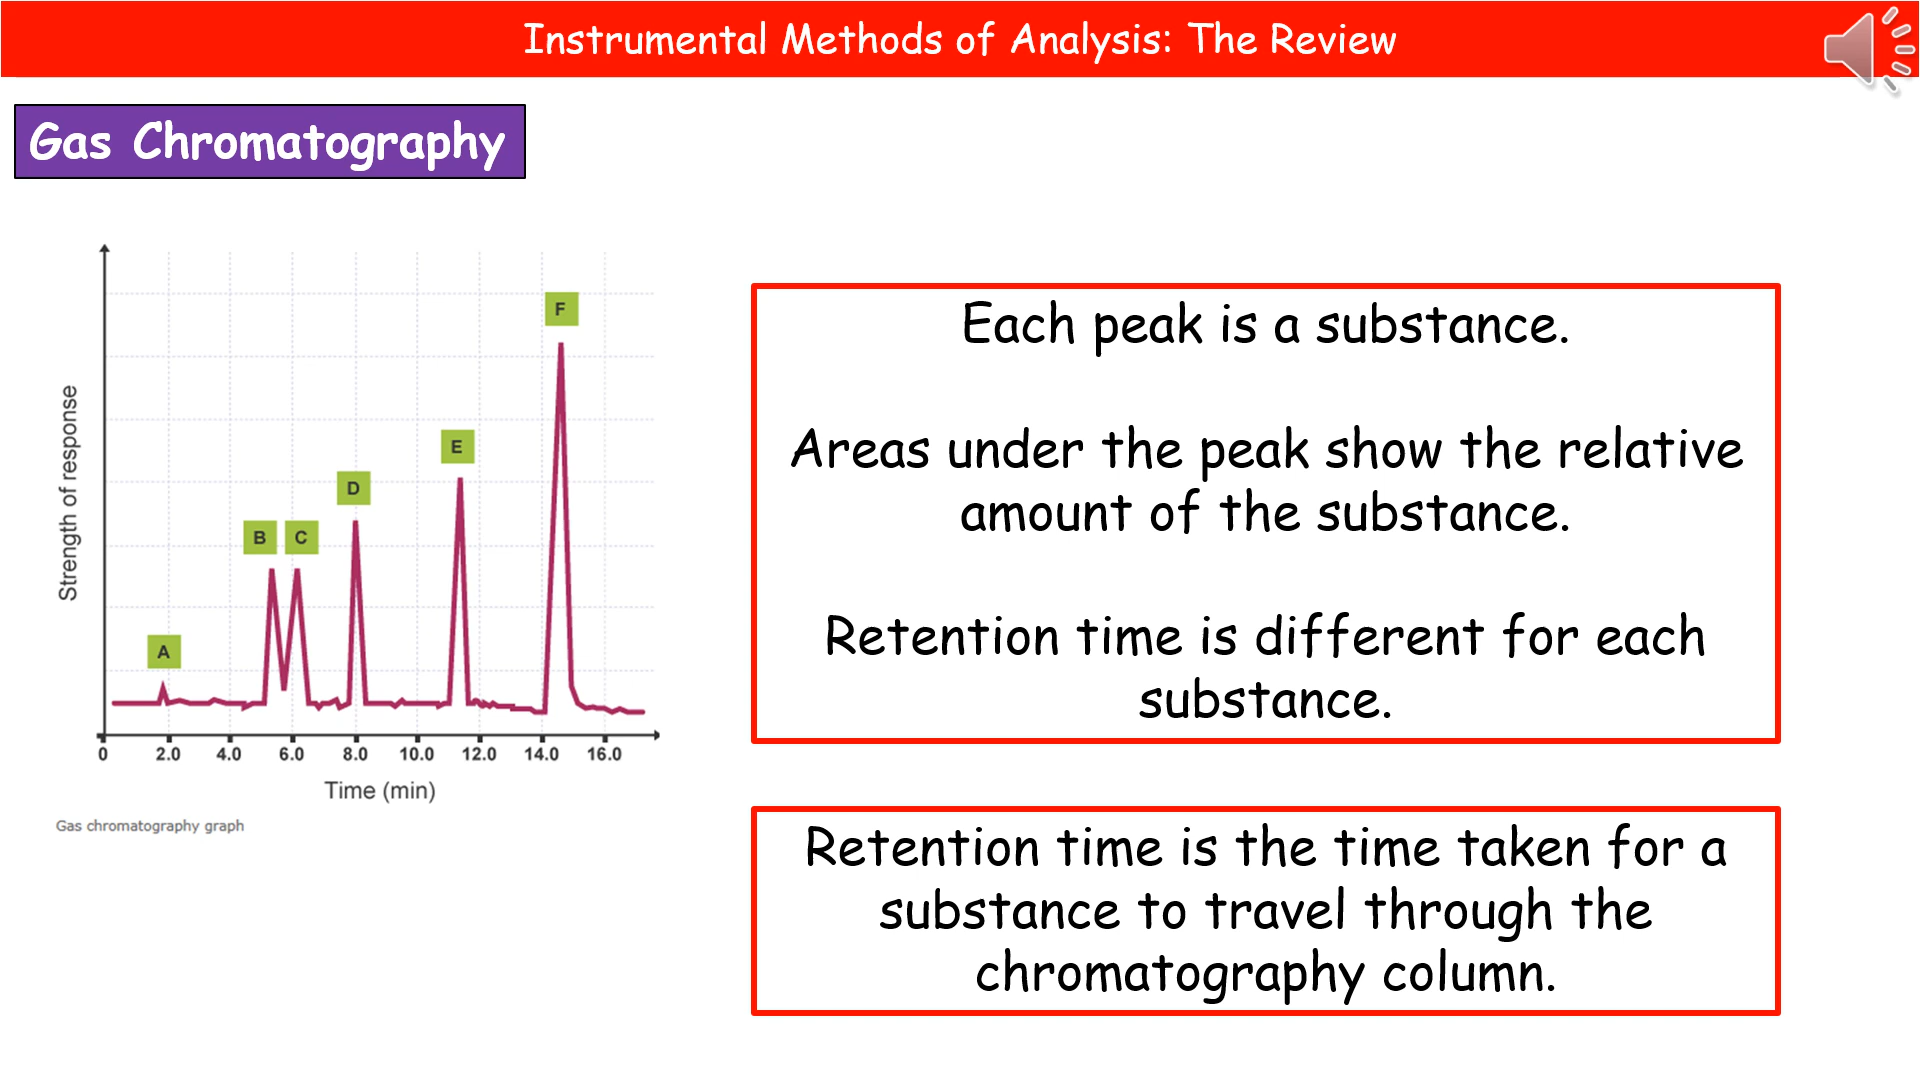 Instrumental Methods of Analysis: The Review
Gas Chromatography
F
E
D
B C
A
Strength of response
0 2.0 4.0 6.0 8.0 10.0 12.0 14.0 16.0
Time (min)
Gas chromatography graph
Each peak is a substance.
Areas under the peak show the relative
amount of the substance.
Retention time is different for each
substance.
Retention time is the time taken for a
substance to travel through the
chromatography column.